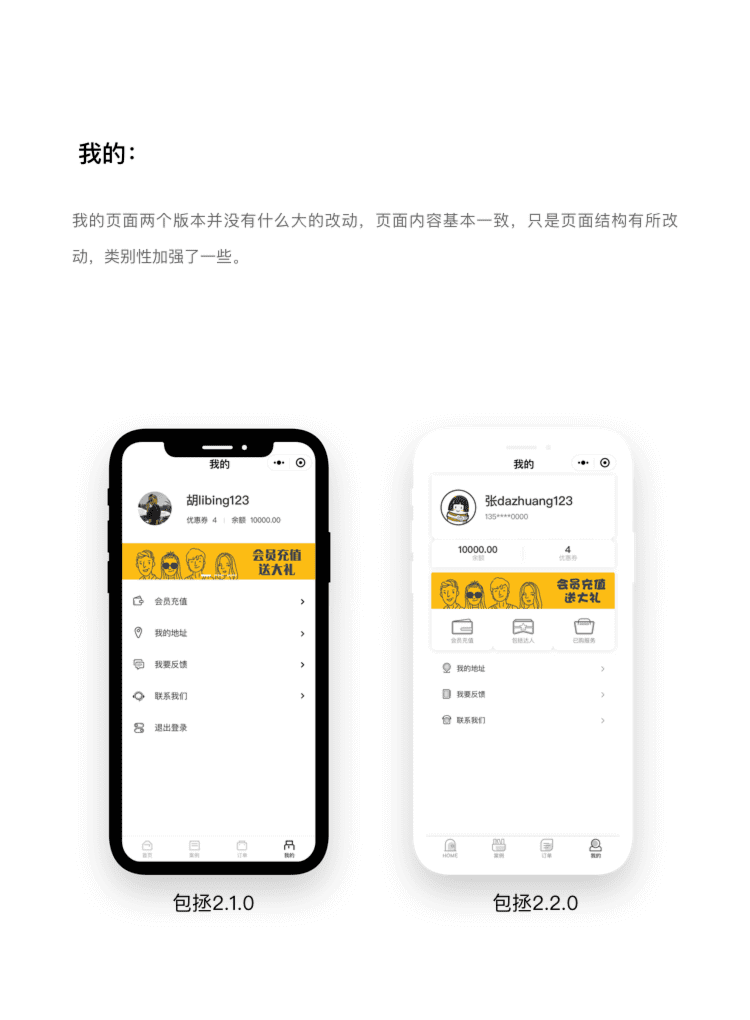 我的：
我的页面两个版本并没有什么大的改动，页面内容基本一致，只是页面结构有所改
动，类别性加强了一些。
我的
胡libing123
优惠券 4 | 余额 10000.00
会员充值
送大礼
会员充值
我的地址
我要反馈
联系我们
退出登录
首页 案例 订单 我的
包拯2.1.0
我的
张dazhuang123
135****0000
10000.00 4
余额 优惠券
会员充值
送大礼
会员充值 包拯达人 已购服务
我的地址
我要反馈
联系我们
HOME 案例 订单 我的
包拯2.2.0